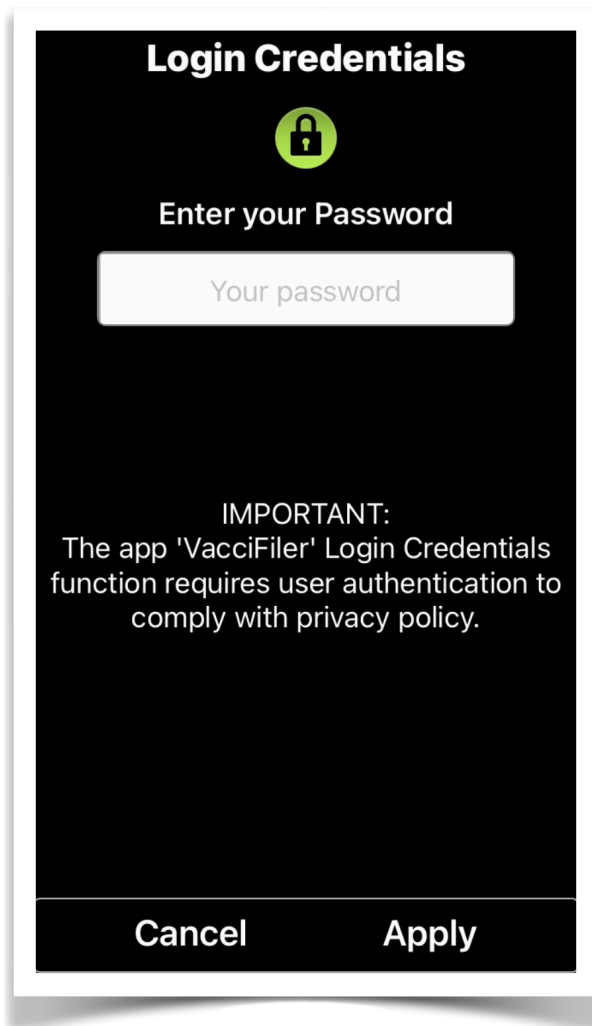 Login Credentials
Enter your Password
Your password
IMPORTANT:
The app 'VacciFiler' Login Credentials
function requires user authentication to
comply with privacy policy.
Cancel Apply